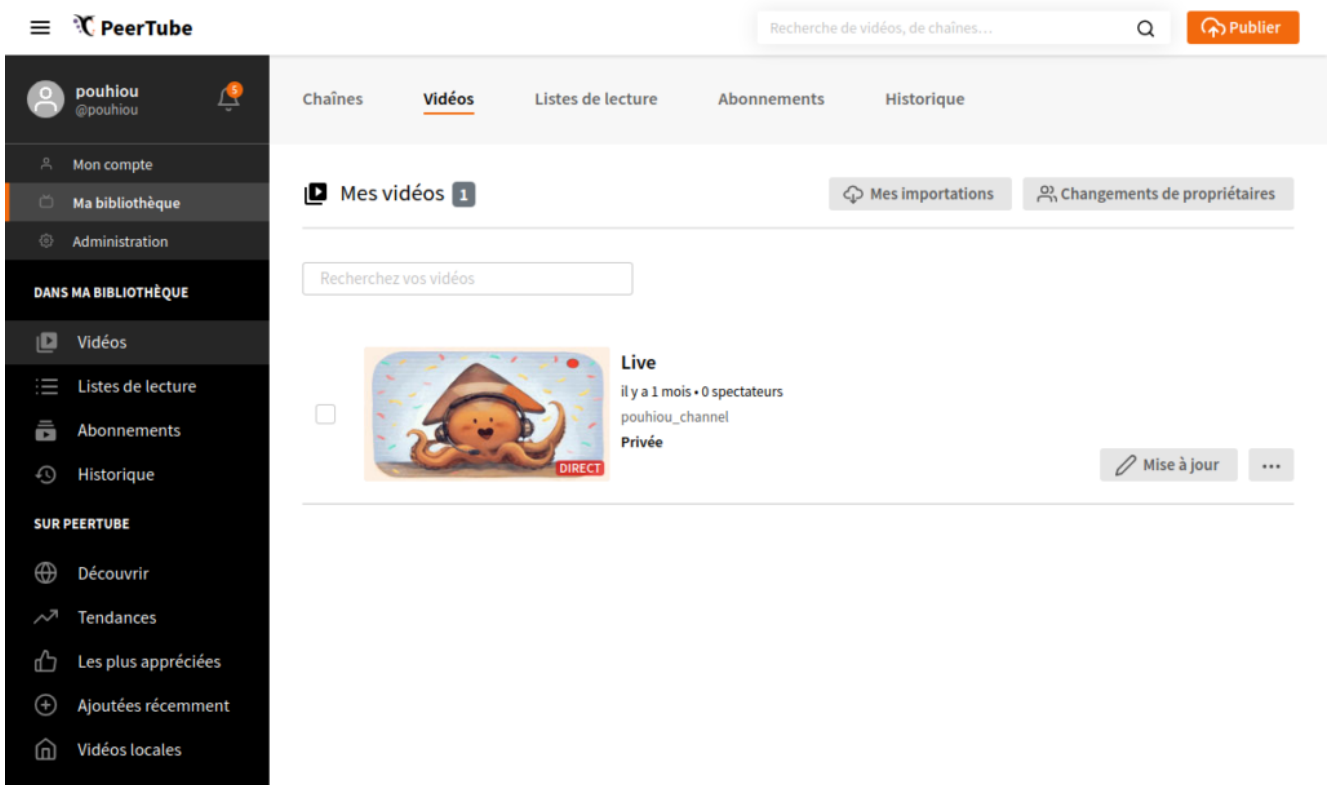 PeerTube
Recherche de vidéos, de chaînes...
Publier
pouhiou
@pouhiou
5
Mon compte
Ma bibliothèque
Administration
DANS MA BIBLIOTHÈQUE
Vidéos
Listes de lecture
Abonnements
Historique
SUR PEERTUBE
Découvrir
Tendances
Les plus appréciées
Ajoutées récemment
Vidéos locales
Chaînes Vidéos Listes de lecture Abonnements Historique
Mes vidéos 1
Mes importations
Changements de propriétaires
Recherchez vos vidéos
DIRECT
Live
il y a 1 mois • 0 spectateurs
pouhiou_channel
Privée
Mise à jour
...